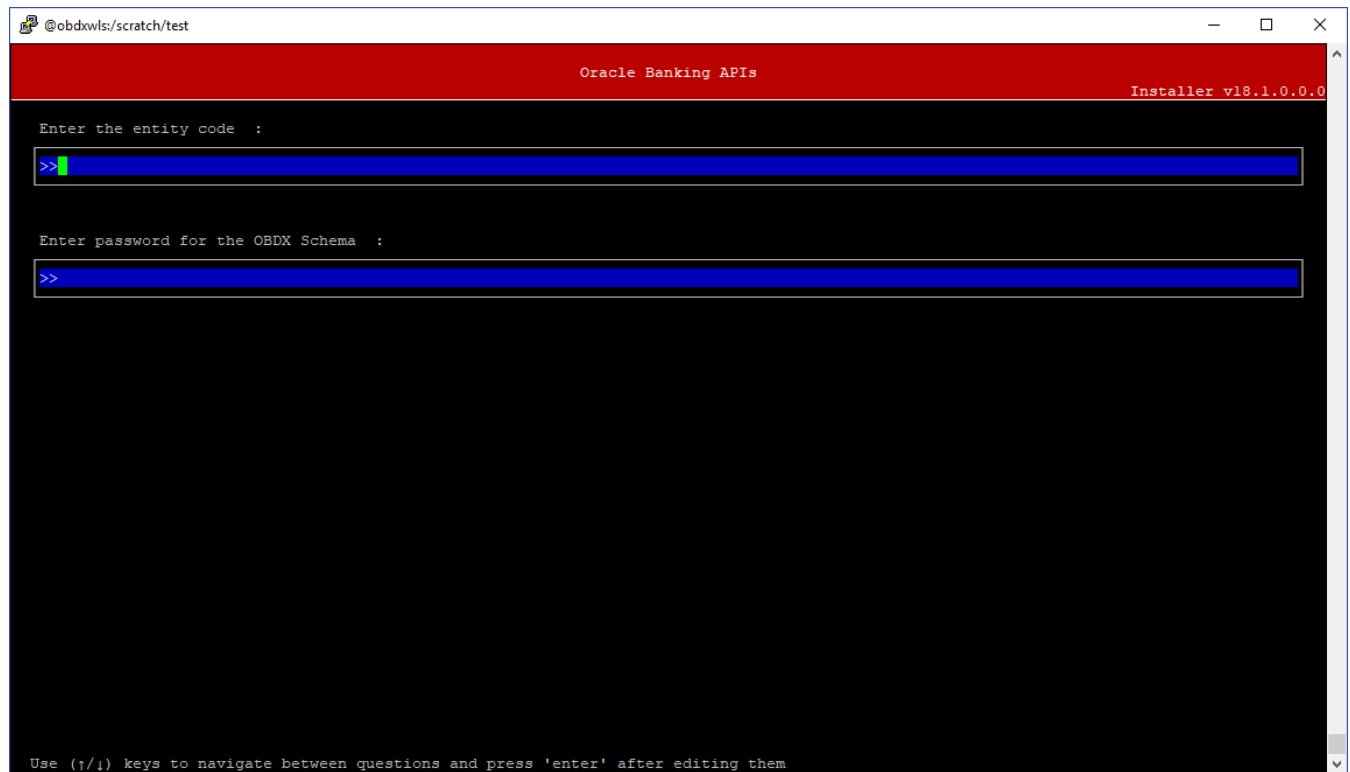 @obdxwls:/scratch/test
Oracle Banking APIs
Installer v18.1.0.0.0
Enter the entity code  :
>>
Enter password for the OBDX Schema  :
>>
Use (↑/↓) keys to navigate between questions and press 'enter' after editing them